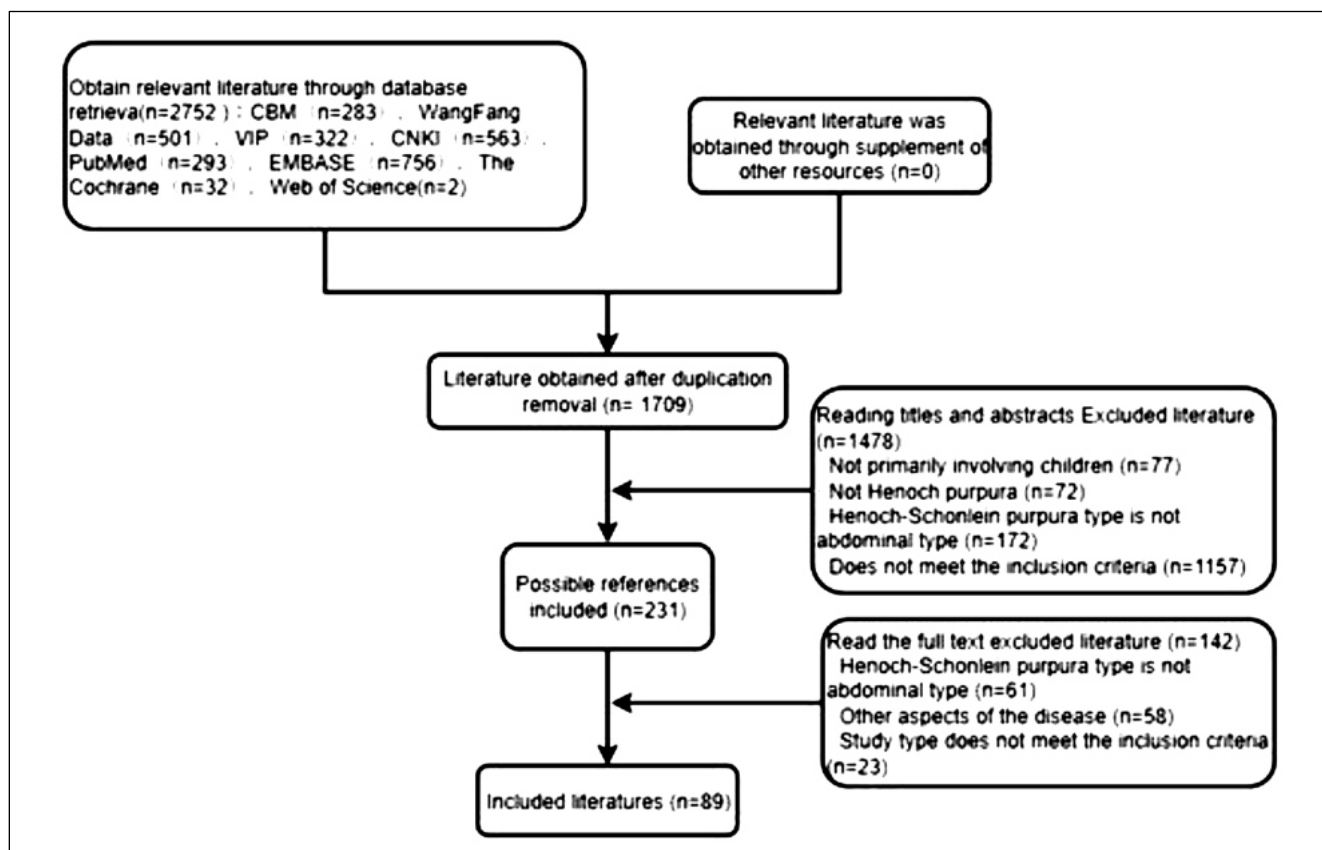 Obtain relevant literature through database
retrieva(n=2752 ) : CBM (n=283) . WangFang
Data (n=501) . VIP (n=322) . CNKI (n=563) .
PubMed (n=293) . EMBASE (n=756) . The
Cochrane (n=32) . Web of Science(n=2)
Relevant literature was
obtained through supplement of
other resources (n=0)
Literature obtained after duplication
removal (n= 1709)
Reading titles and abstracts Excluded literature
(n=1478)
Not primarily involving children (n=77)
Not Henoch purpura (n=72)
Henoch-Schonlein purpura type is not
abdominal type (n=172)
Does not meet the inclusion criteria (n=1157)
Possible references
included (n=231)
Read the full text excluded literature (n=142)
Henoch-Schonlein purpura type is not
abdominal type (n=61)
Other aspects of the disease (n=58)
Study type does not meet the inclusion criteria
(n=23)
Included literatures (n=89)